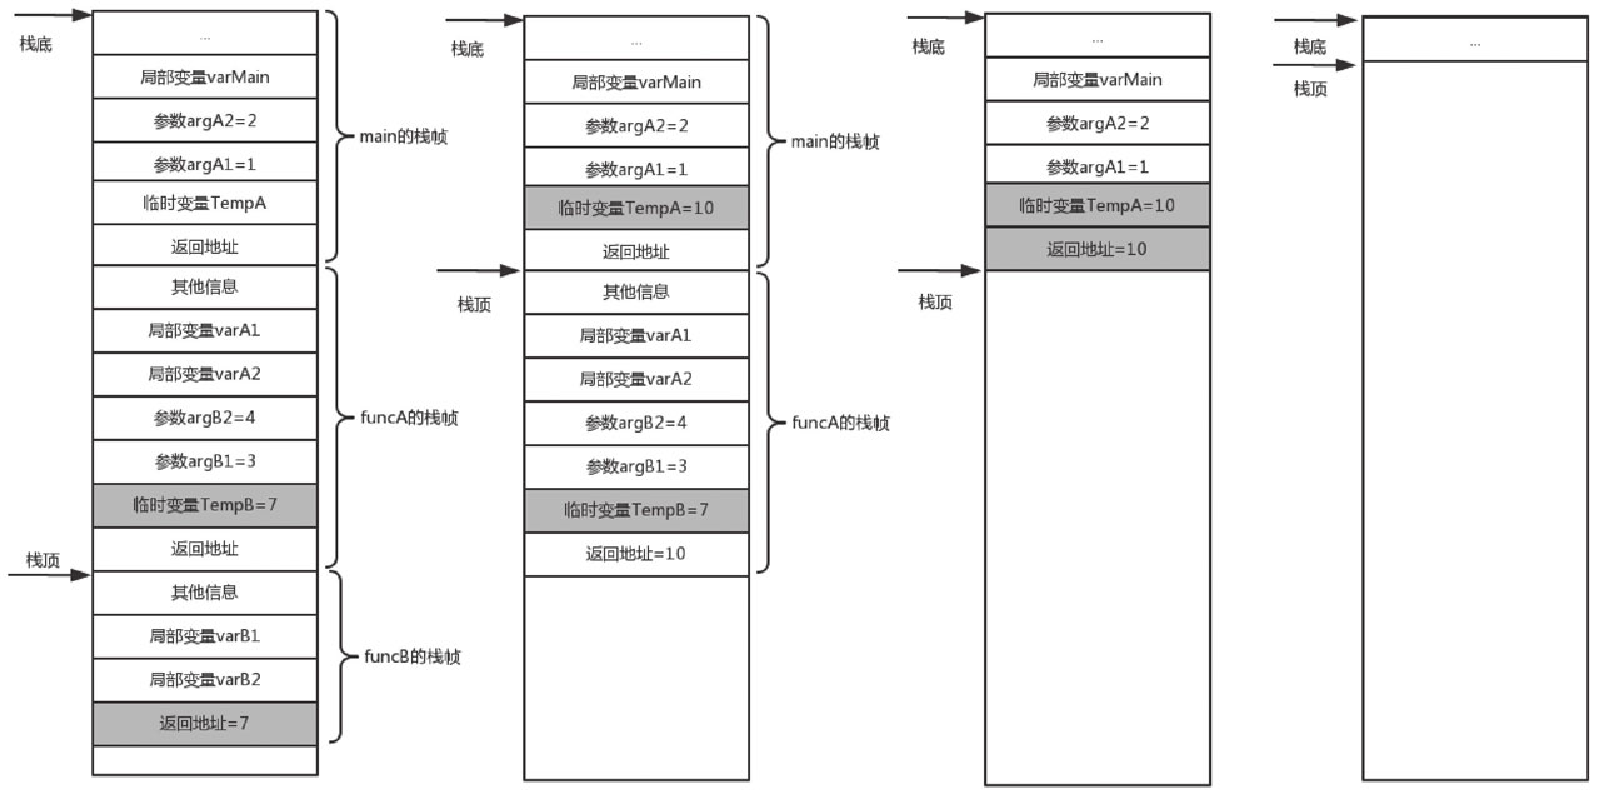 栈底
...
局部变量varMain
参数argA2=2
参数argA1=1
临时变量TempA
返回地址
main的栈帧
其他信息
局部变量varA1
局部变量varA2
参数argB2=4
参数argB1=3
临时变量TempB=7
返回地址
funcA的栈帧
栈顶
其他信息
局部变量varB1
局部变量varB2
返回地址=7
funcB的栈帧
栈底
...
局部变量varMain
参数argA2=2
参数argA1=1
临时变量TempA=10
返回地址
main的栈帧
栈顶
其他信息
局部变量varA1
局部变量varA2
参数argB2=4
参数argB1=3
临时变量TempB=7
返回地址=10
funcA的栈帧
栈底
...
局部变量varMain
参数argA2=2
参数argA1=1
临时变量TempA=10
返回地址=10
栈顶
栈底
...
栈顶